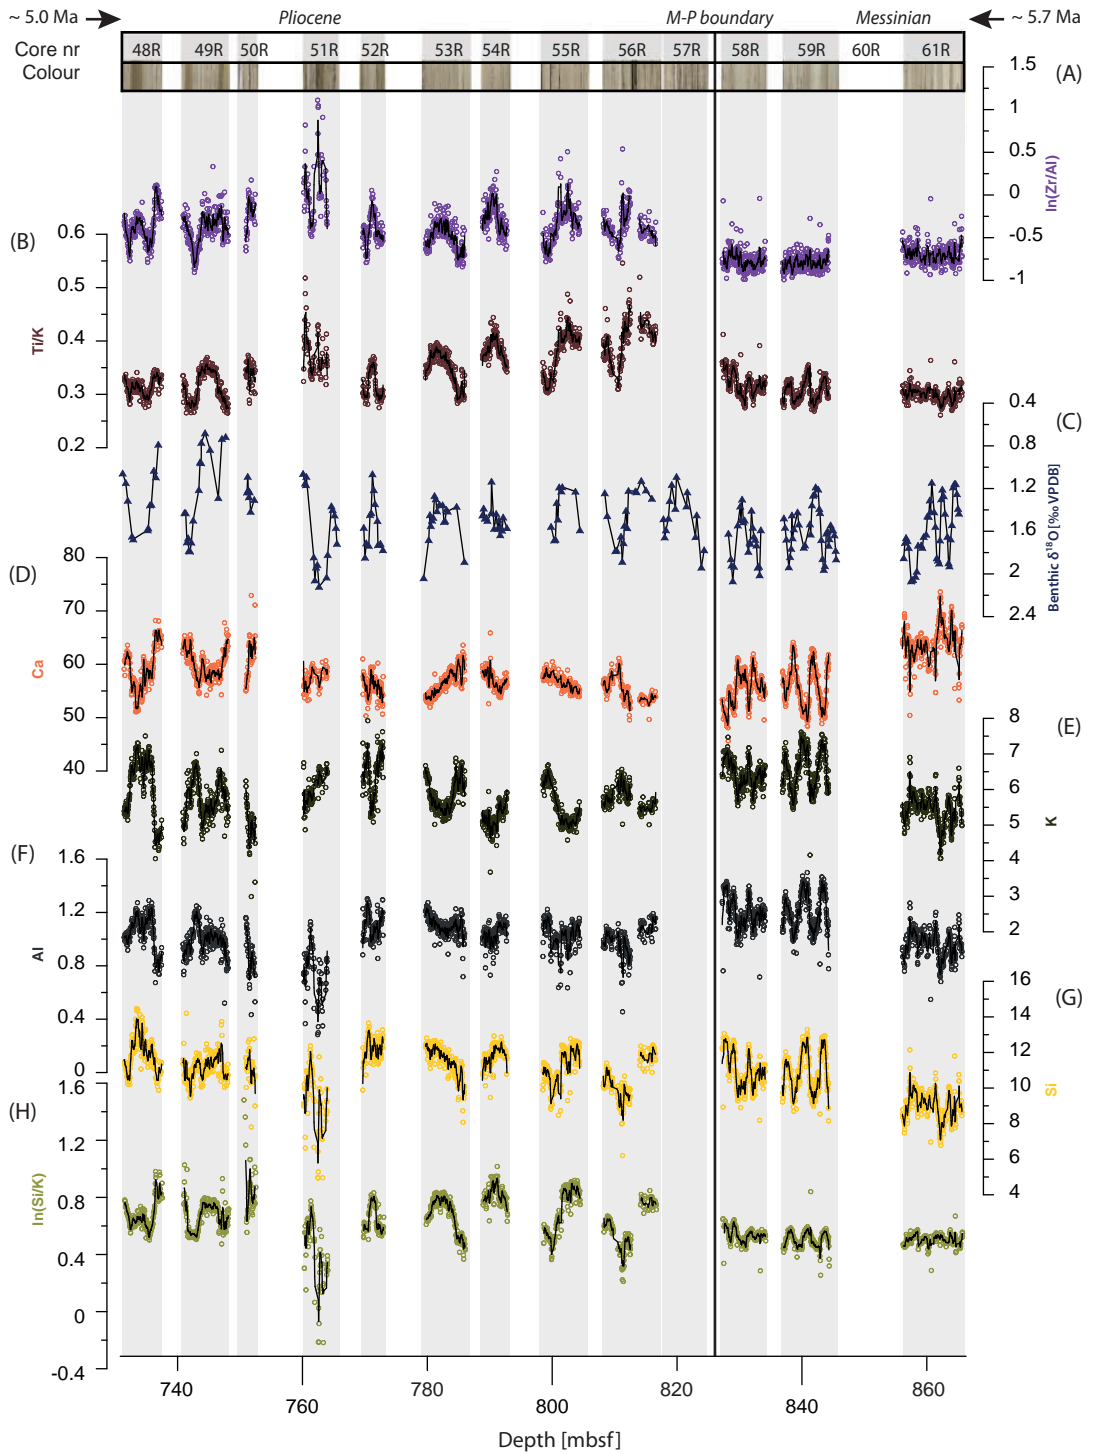 ~ 5.0 Ma Pliocene M-P boundary Messinian ~ 5.7 Ma
Core nr 48R 49R 50R 51R 52R 53R 54R 55R 56R 57R 58R 59R 60R 61R
Colour
(A)
1.5
1
0.5
0
-0.5
-1
ln(Zr/Al)
(B)
0.6
0.5
0.4
0.3
0.2
Ti/K
(C)
0.4
0.8
1.2
1.6
2
2.4
Benthic δ¹⁸O [‰ VPDB]
(D)
80
70
60
50
40
Ca
(E)
8
7
6
5
4
3
2
K
(F)
1.6
1.2
0.8
0.4
0
Al
(G)
16
14
12
10
8
6
4
Si
(H)
1.6
1.2
0.8
0.4
0
-0.4
ln(Si/K)
740 760 780 800 820 840 860
Depth [mbsf]